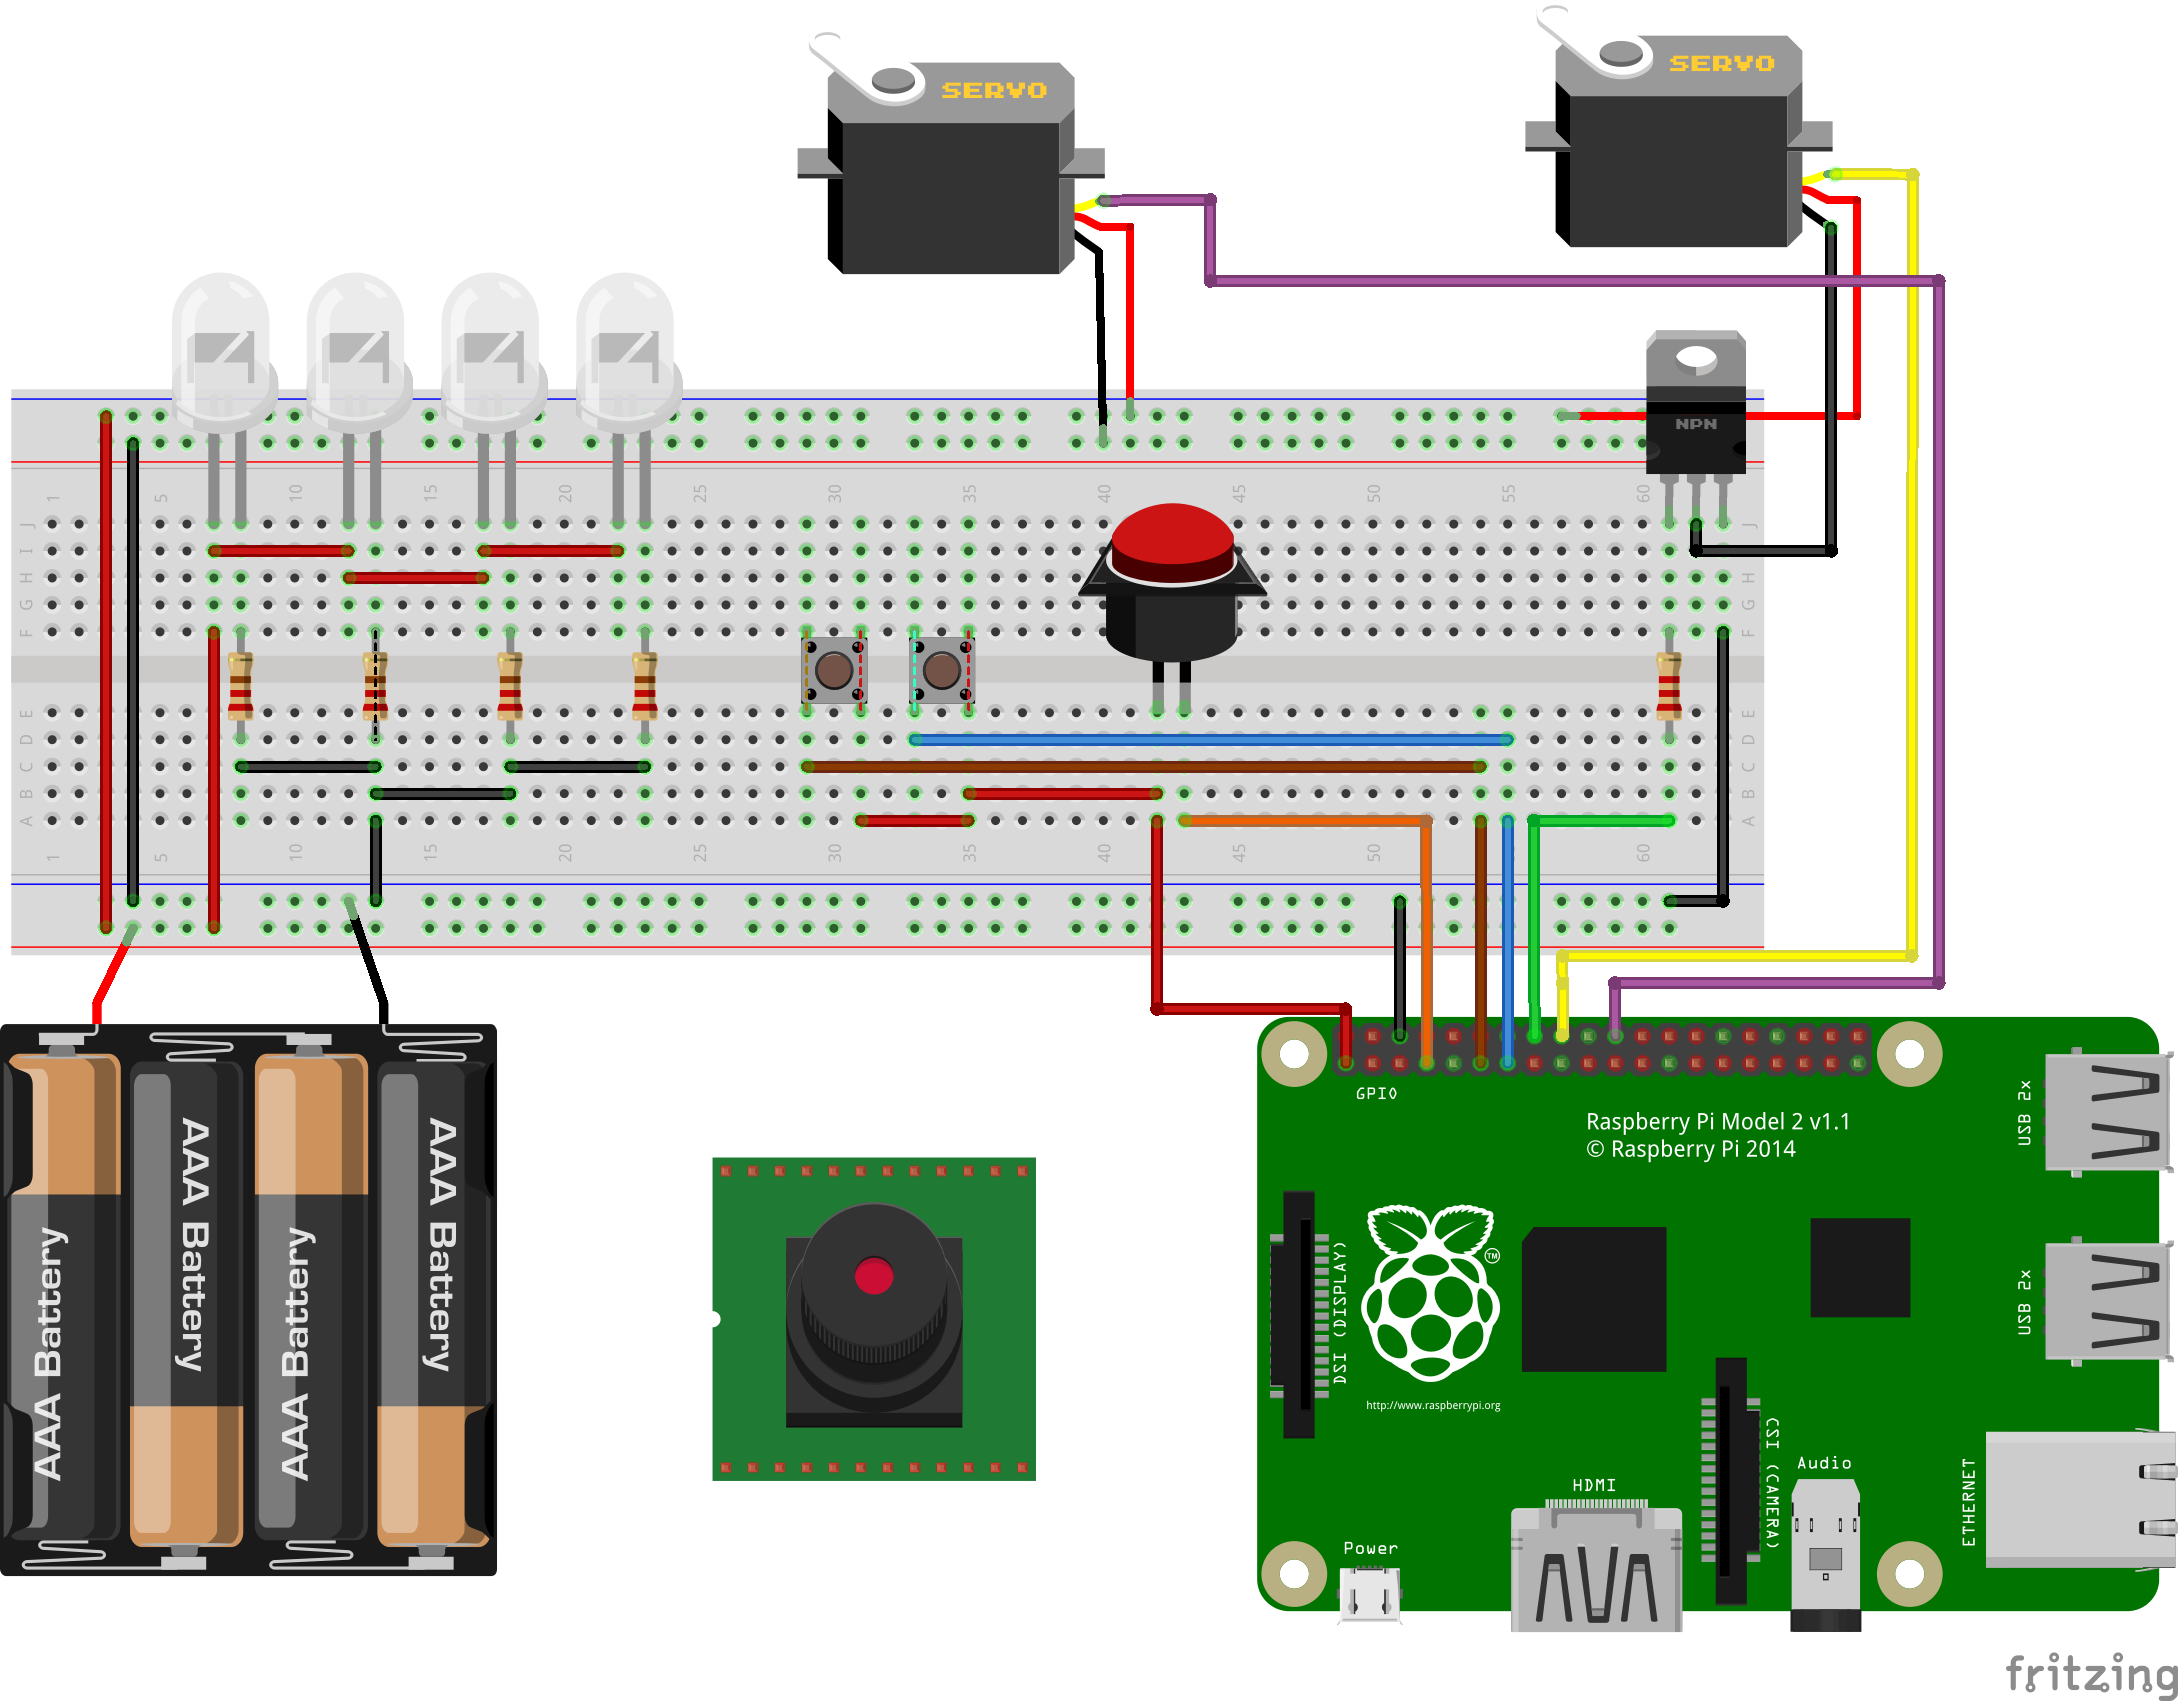 SERVO
SERVO
NPN
1 5 10 15 20 25 30 35 40 45 50 55 60
J J
I I
H H
G G
F F
E E
D D
C C
B B
A A
1 5 10 15 20 25 30 35 40 45 50 55 60
GPIO
Raspberry Pi Model 2 v1.1
© Raspberry Pi 2014
USB 2x
USB 2x
DSI (DISPLAY)
TM
http://www.raspberrypi.org
CSI (CAMERA)
Audio
HDMI
Power
ETHERNET
AAA Battery
AAA Battery
AAA Battery
AAA Battery
fritzing